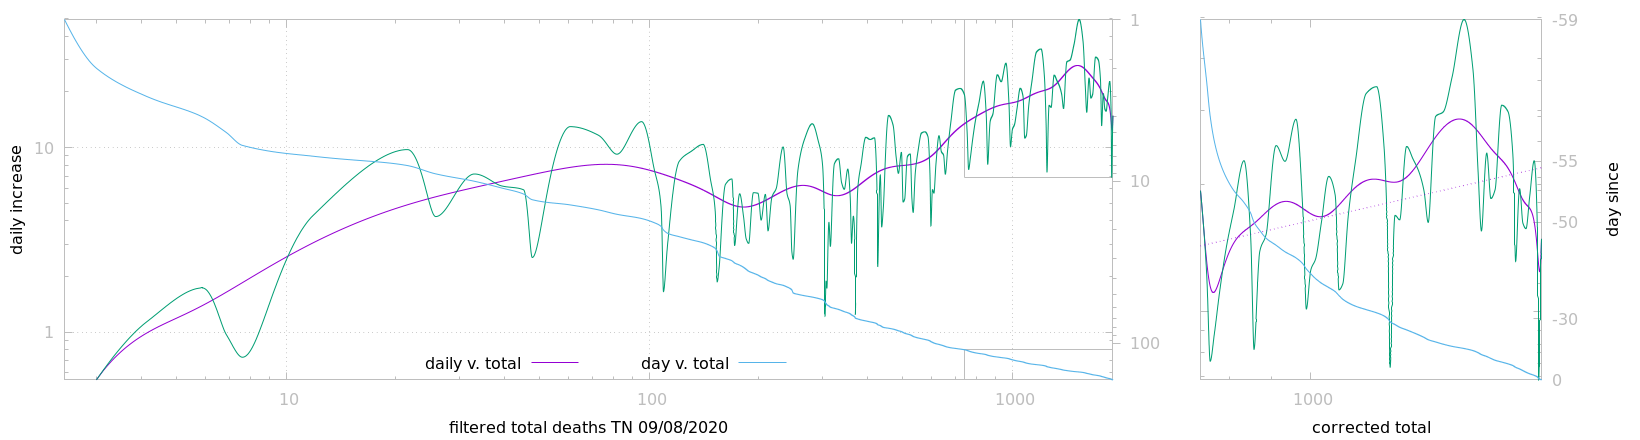 daily increase
10
1
daily v. total
day v. total
10
100
1000
filtered total deaths TN 09/08/2020
1
10
100
1000
corrected total
-59
-55
-50
-30
0
day since